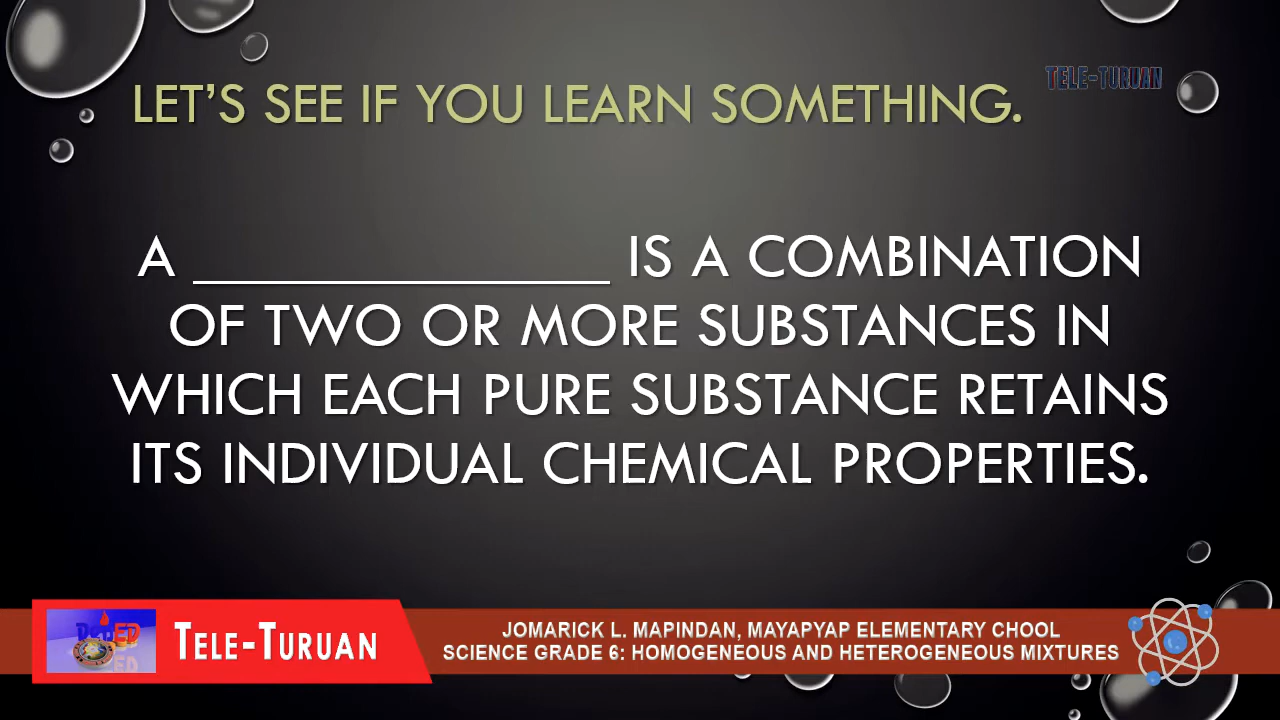 TELE-TURUAN
LET'S SEE IF YOU LEARN SOMETHING.
A ______________ IS A COMBINATION
OF TWO OR MORE SUBSTANCES IN
WHICH EACH PURE SUBSTANCE RETAINS
ITS INDIVIDUAL CHEMICAL PROPERTIES.
DepED
TELE-TURUAN
JOMARICK L. MAPINDAN, MAYAPYAP ELEMENTARY CHOOL
SCIENCE GRADE 6: HOMOGENEOUS AND HETEROGENEOUS MIXTURES